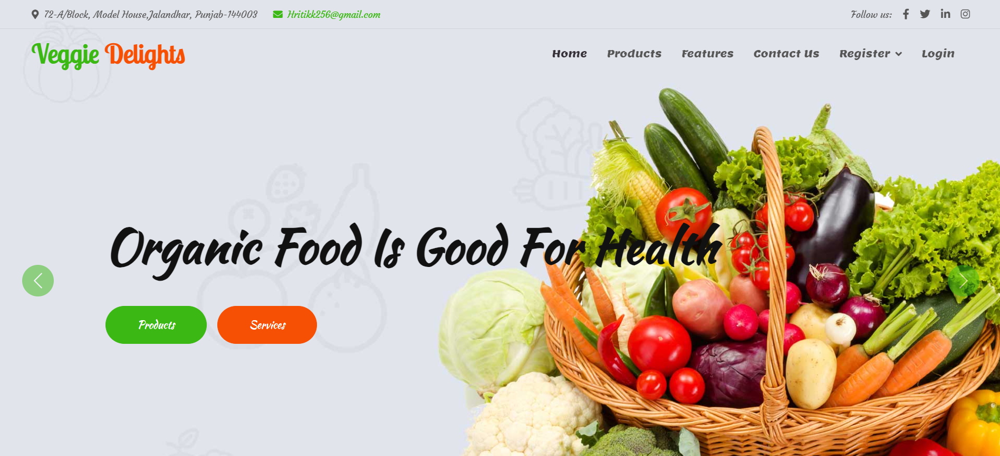 72-A/Block, Model House,Jalandhar, Punjab-144003 Hritikk256@gmail.com Follow us:
Veggie Delights
Home Products Features Contact Us Register Login
Organic Food Is Good For Health
Products Services